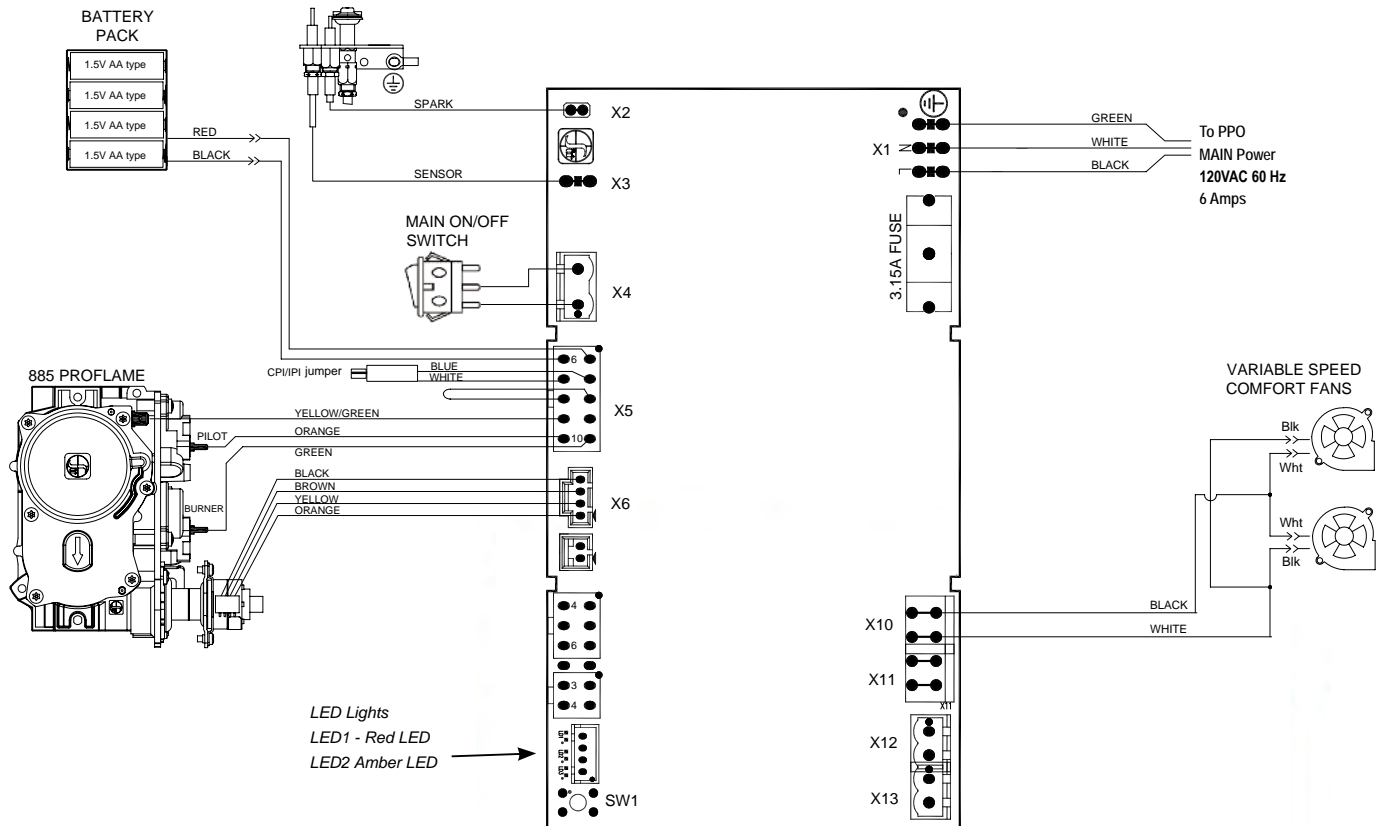 BATTERY
PACK
1.5V AA type
1.5V AA type
1.5V AA type
1.5V AA type
RED
BLACK
SPARK
X2
SENSOR
X3
MAIN ON/OFF
SWITCH
X4
GREEN
WHITE
BLACK
X1
N
L
To PPO
MAIN Power
120VAC 60 Hz
6 Amps
3.15A FUSE
885 PROFLAME
CPI/IPI jumper
BLUE
WHITE
6
X5
YELLOW/GREEN
PILOT
ORANGE
10
GREEN
BLACK
BROWN
YELLOW
ORANGE
X6
BURNER
4
6
3
4
LED Lights
LED1 - Red LED
LED2 Amber LED
SW1
VARIABLE SPEED
COMFORT FANS
Blk
Wht
Wht
Blk
BLACK
WHITE
X10
X11
X11
X12
X13